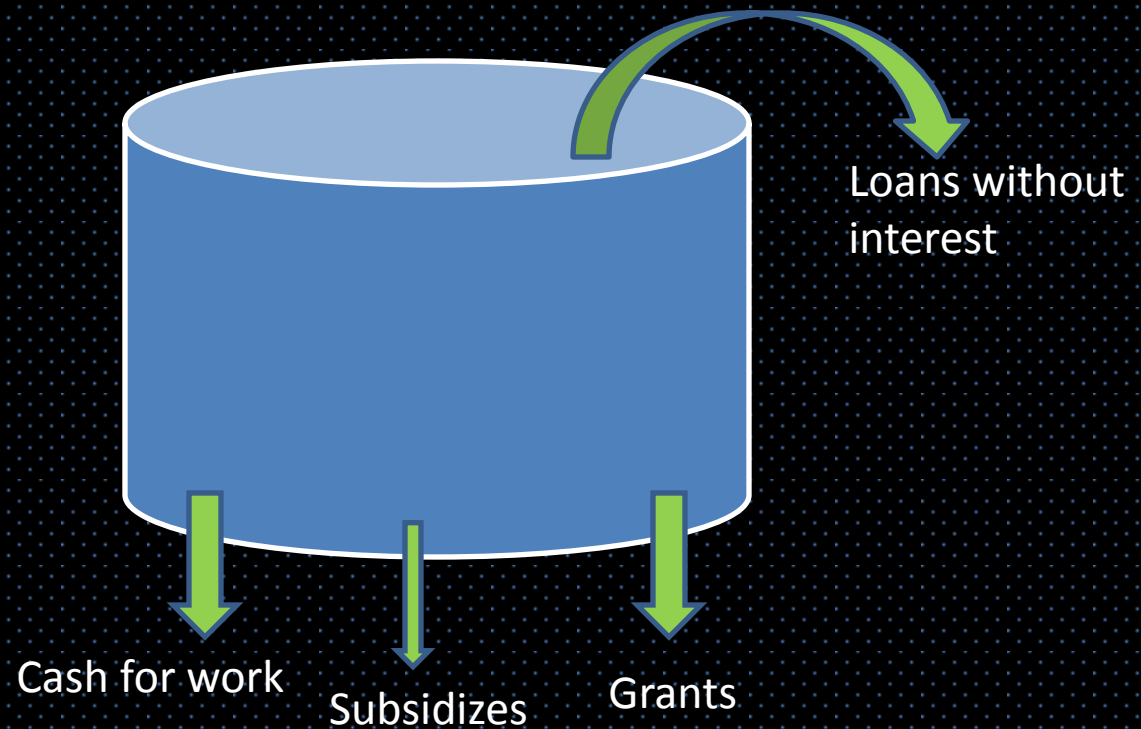 Loans without
interest
Cash for work
Subsidizes
Grants